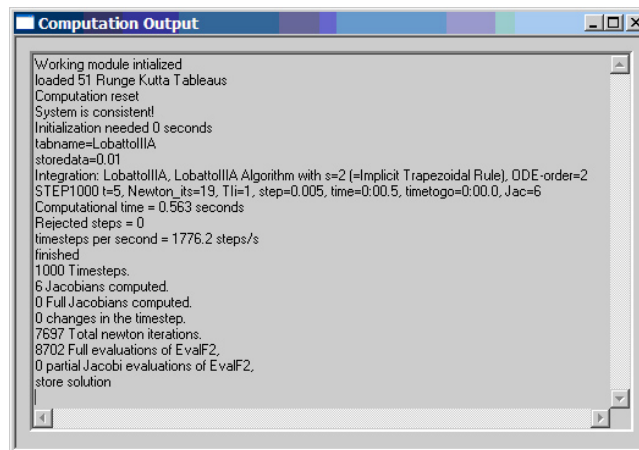 Computation Output
Working module intialized
loaded 51 Runge Kutta Tableaus
Computation reset
System is consistent!
Initialization needed 0 seconds
tabname=LobattoIIIA
storedata=0.01
Integration: LobattoIIIA, LobattoIIIA Algorithm with s=2 (=Implicit Trapezoidal Rule), ODE-order=2
STEP1000 t=5, Newton_its=19, TIi=1, step=0.005, time=0:00.5, timetogo=0:00.0, Jac=6
Computational time = 0.563 seconds
Rejected steps = 0
timesteps per second = 1776.2 steps/s
finished
1000 Timesteps.
6 Jacobians computed.
0 Full Jacobians computed.
0 changes in the timestep.
7697 Total newton iterations.
8702 Full evaluations of EvalF2,
0 partial Jacobi evaluations of EvalF2,
store solution